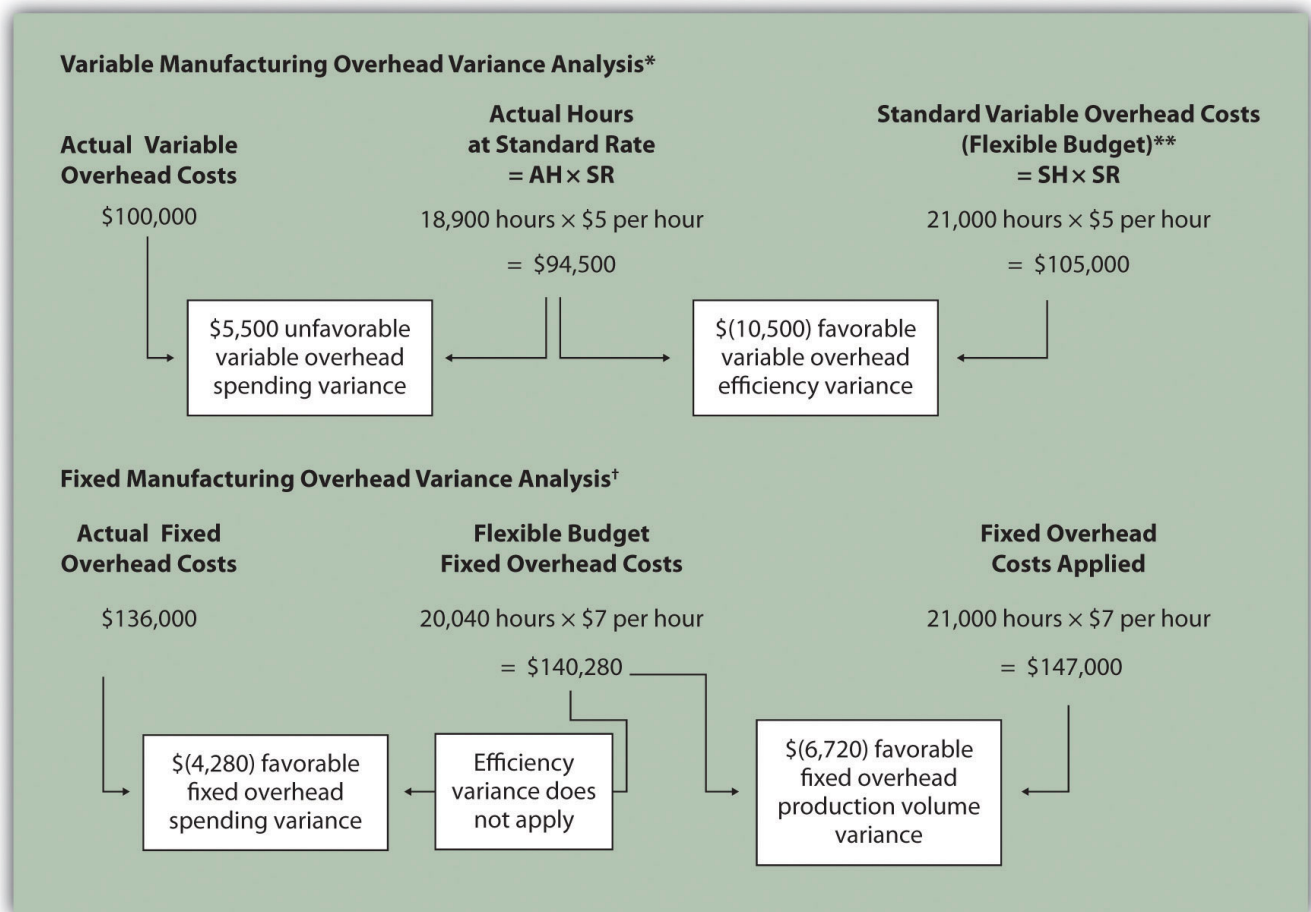 Variable Manufacturing Overhead Variance Analysis*
Actual Variable
Overhead Costs
$100,000
Actual Hours
at Standard Rate
= AH × SR
18,900 hours × $5 per hour
= $94,500
Standard Variable Overhead Costs
(Flexible Budget)**
= SH × SR
21,000 hours × $5 per hour
= $105,000
$5,500 unfavorable
variable overhead
spending variance
$(10,500) favorable
variable overhead
efficiency variance
Fixed Manufacturing Overhead Variance Analysis†
Actual Fixed
Overhead Costs
$136,000
Flexible Budget
Fixed Overhead Costs
20,040 hours × $7 per hour
= $140,280
Fixed Overhead
Costs Applied
21,000 hours × $7 per hour
= $147,000
$(4,280) favorable
fixed overhead
spending variance
Efficiency
variance does
not apply
$(6,720) favorable
fixed overhead
production volume
variance